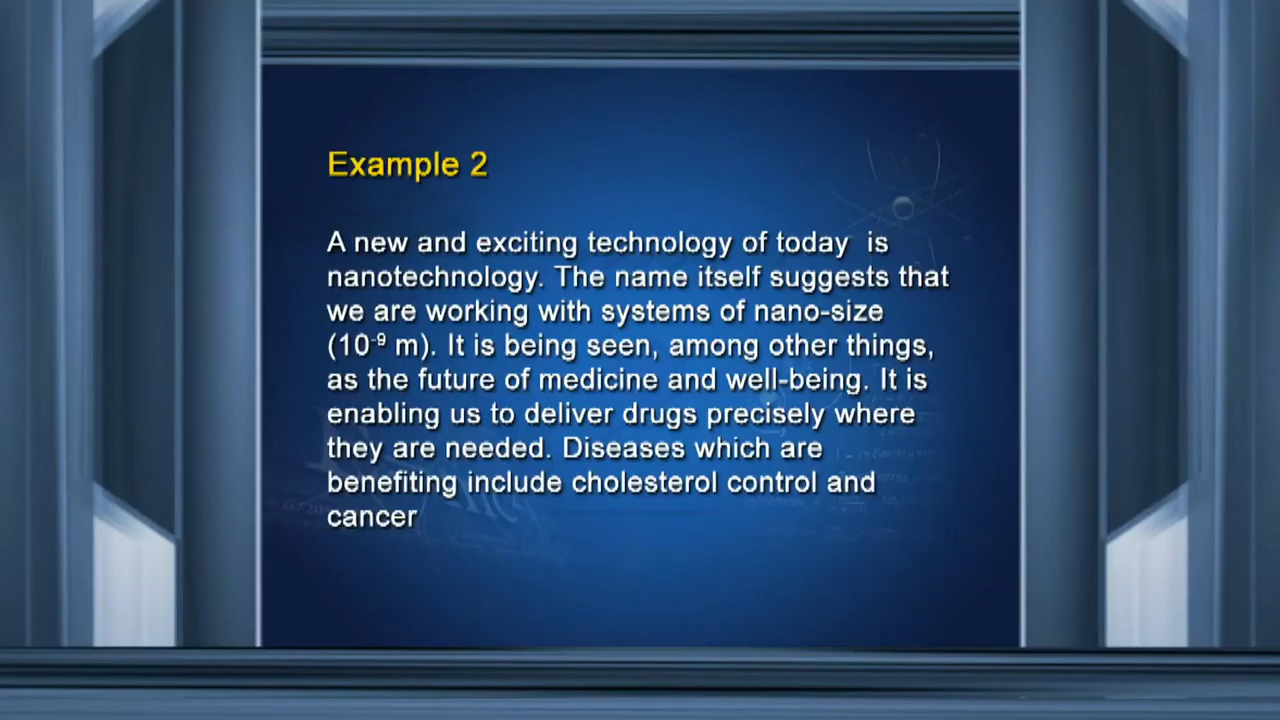 Example 2
A new and exciting technology of today is
nanotechnology. The name itself suggests that
we are working with systems of nano-size
(10⁻⁹ m). It is being seen, among other things,
as the future of medicine and well-being. It is
enabling us to deliver drugs precisely where
they are needed. Diseases which are
benefiting include cholesterol control and
cancer